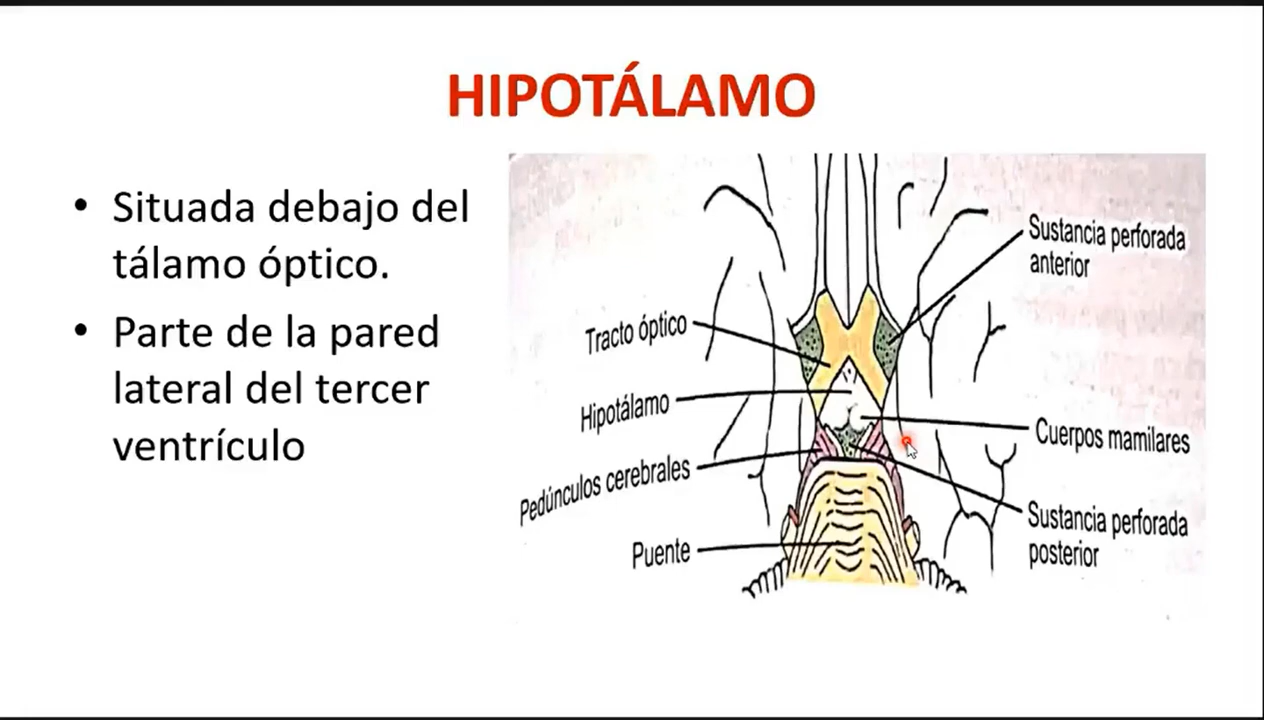 HIPOTÁLAMO
• Situada debajo del
tálamo óptico.
• Parte de la pared
lateral del tercer
ventrículo
Sustancia perforada
anterior
Tracto óptico
Hipotálamo
Cuerpos mamilares
Pedúnculos cerebrales
Sustancia perforada
posterior
Puente